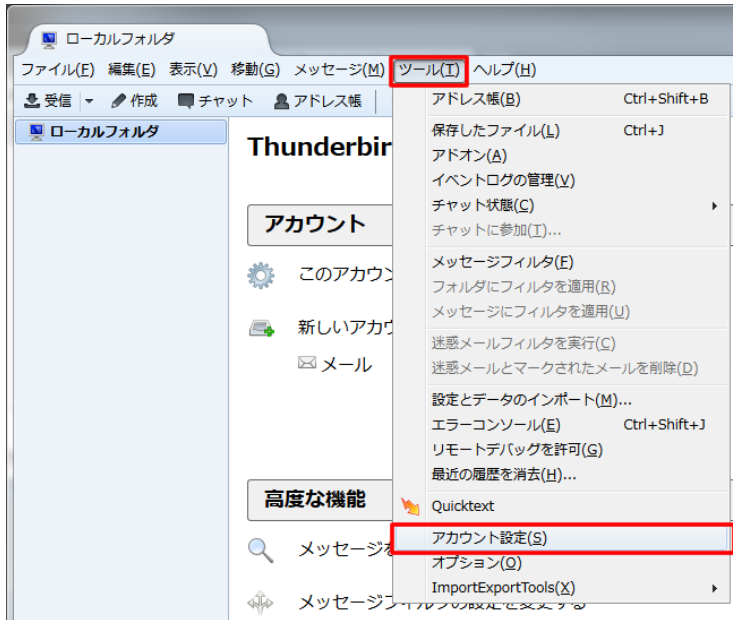 ローカルフォルダ
ファイル(F) 編集(E) 表示(V) 移動(G) メッセージ(M) ツール(T) ヘルプ(H)
受信 作成 チャット アドレス帳
ローカルフォルダ
Thunderbir
アカウント
このアカウン
新しいアカウ
メール
高度な機能
メッセージを
メッセージフィルタの設定を変更する
アドレス帳(B) Ctrl+Shift+B
保存したファイル(L) Ctrl+J
アドオン(A)
イベントログの管理(V)
チャット状態(C)
チャットに参加(T)...
メッセージフィルタ(F)
フォルダにフィルタを適用(R)
メッセージにフィルタを適用(U)
迷惑メールフィルタを実行(C)
迷惑メールとマークされたメールを削除(D)
設定とデータのインポート(M)...
エラーコンソール(E) Ctrl+Shift+J
リモートデバッグを許可(G)
最近の履歴を消去(H)...
Quicktext
アカウント設定(S)
オプション(O)
ImportExportTools(X)